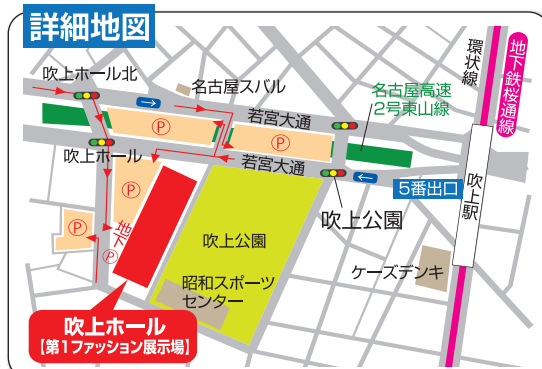 詳細地図
吹上ホール北
名古屋スバル
環状線
地下鉄桜通線
→
若宮大通
名古屋高速
2号東山線
Ⓟ
Ⓟ
吹上ホール
若宮大通
←
5番出口
吹上駅
Ⓟ
地下
Ⓟ
Ⓟ
吹上公園
吹上公園
ケーズデンキ
昭和スポーツ
センター
吹上ホール
【第1ファッション展示場】